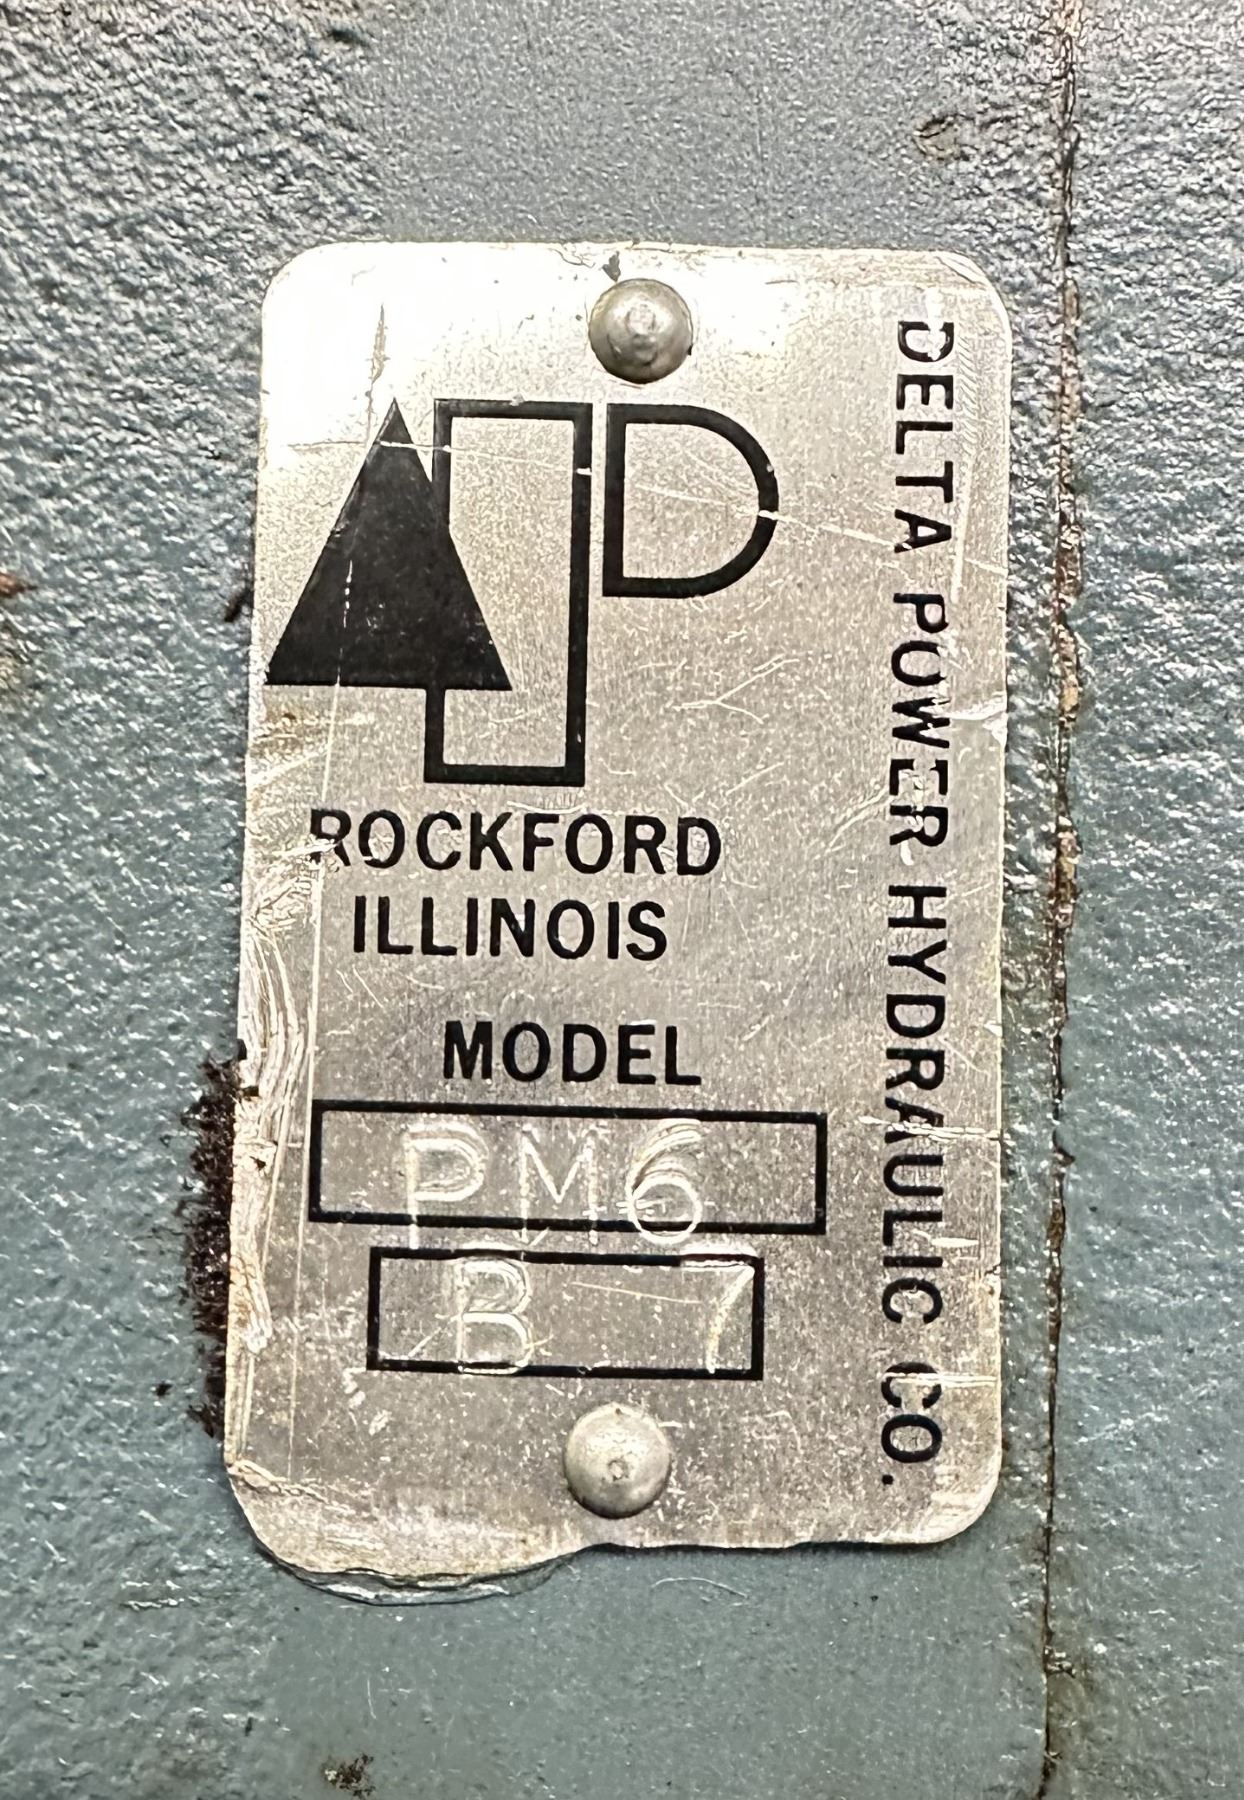 D
ROCKFORD
ILLINOIS
MODEL
PM6
B 7
DELTA POWER HYDRAULIC CO.